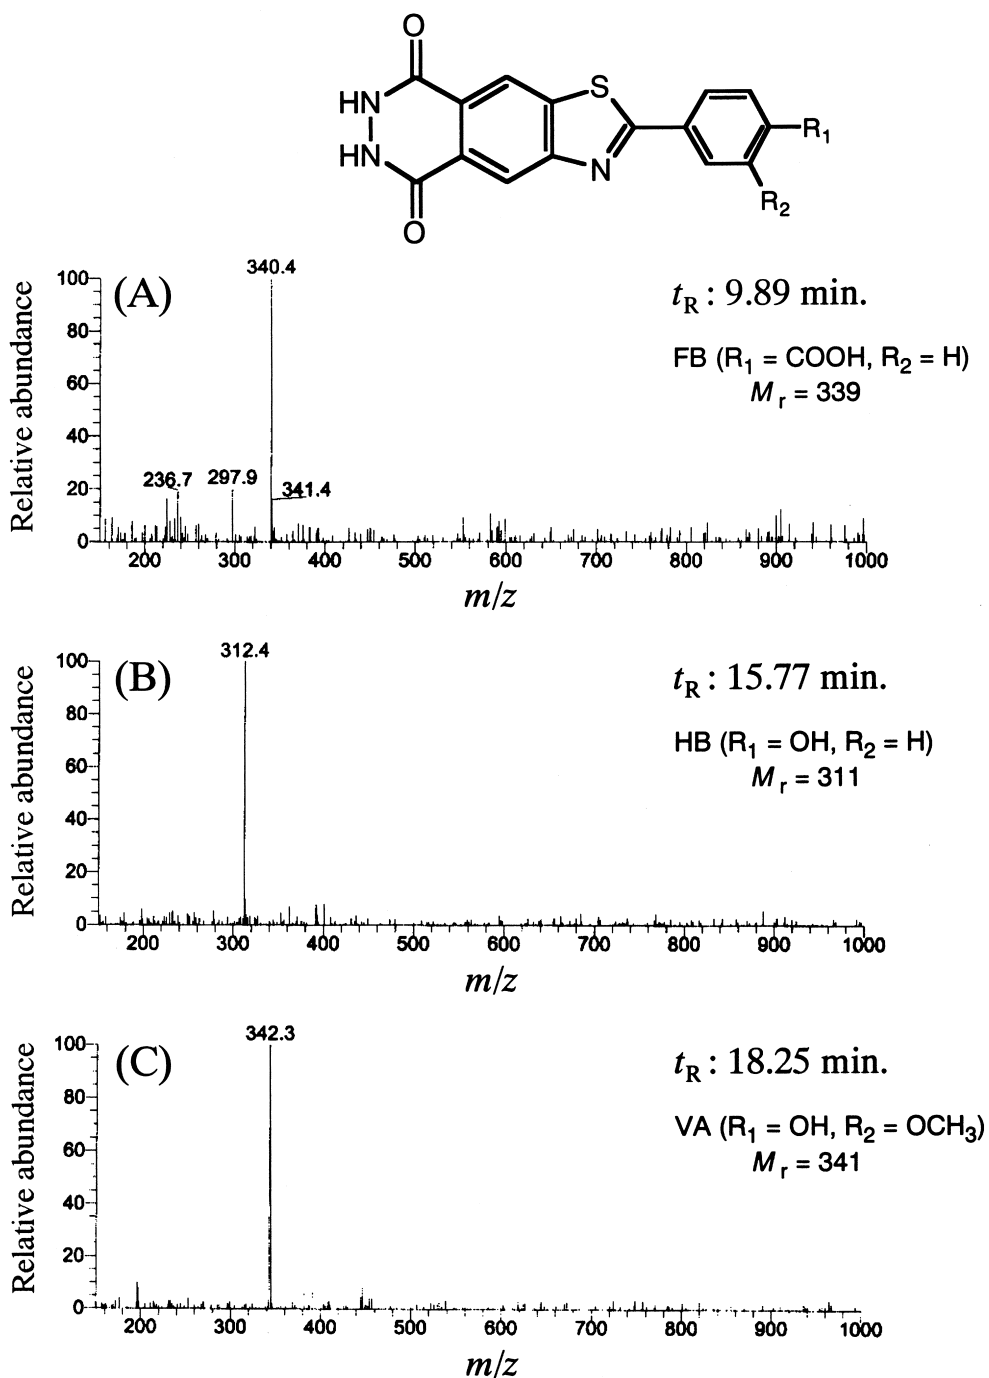 O
S
HN
HN
N
R1
R2
O
340.4
100
(A)
tR : 9.89 min.
80
FB (R1 = COOH, R2 = H)
Mr = 339
60
40
236.7
297.9
341.4
20
0
200 300 400 500 600 700 800 900 1000
Relative abundance
m/z
312.4
100
(B)
tR : 15.77 min.
80
HB (R1 = OH, R2 = H)
Mr = 311
60
40
20
0
200 300 400 500 600 700 800 900 1000
Relative abundance
m/z
342.3
100
(C)
tR : 18.25 min.
80
VA (R1 = OH, R2 = OCH3)
Mr = 341
60
40
20
0
200 300 400 500 600 700 800 900 1000
Relative abundance
m/z